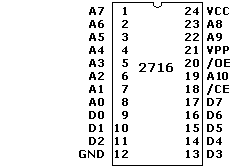 A7 1 24 VCC
A6 2 23 A8
A5 3 22 A9
A4 4 21 VPP
A3 5 2716 20 /OE
A2 6 19 A10
A1 7 18 /CE
A0 8 17 D7
D0 9 16 D6
D1 10 15 D5
D2 11 14 D4
GND 12 13 D3